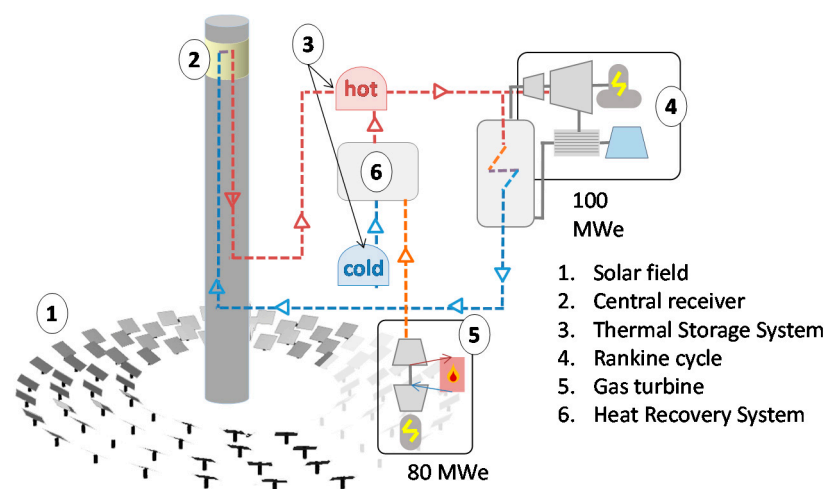 2
3
hot
4
6
100
MWe
cold
1
5
80 MWe
1. Solar field
2. Central receiver
3. Thermal Storage System
4. Rankine cycle
5. Gas turbine
6. Heat Recovery System